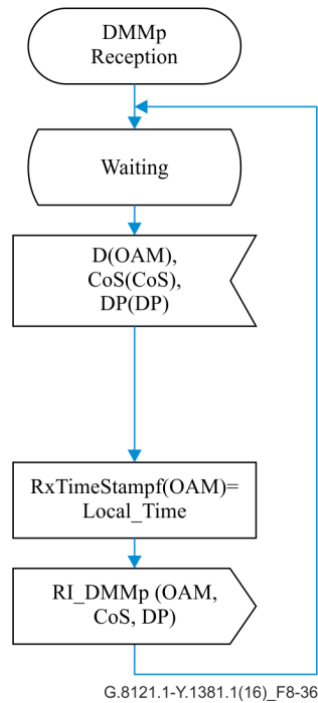 DMMp
Reception
Waiting
D(OAM),
CoS(CoS),
DP(DP)
RxTimeStampf(OAM)=
Local_Time
RI_DMMp (OAM,
CoS, DP)
G.8121.1-Y.1381.1(16)_F8-36